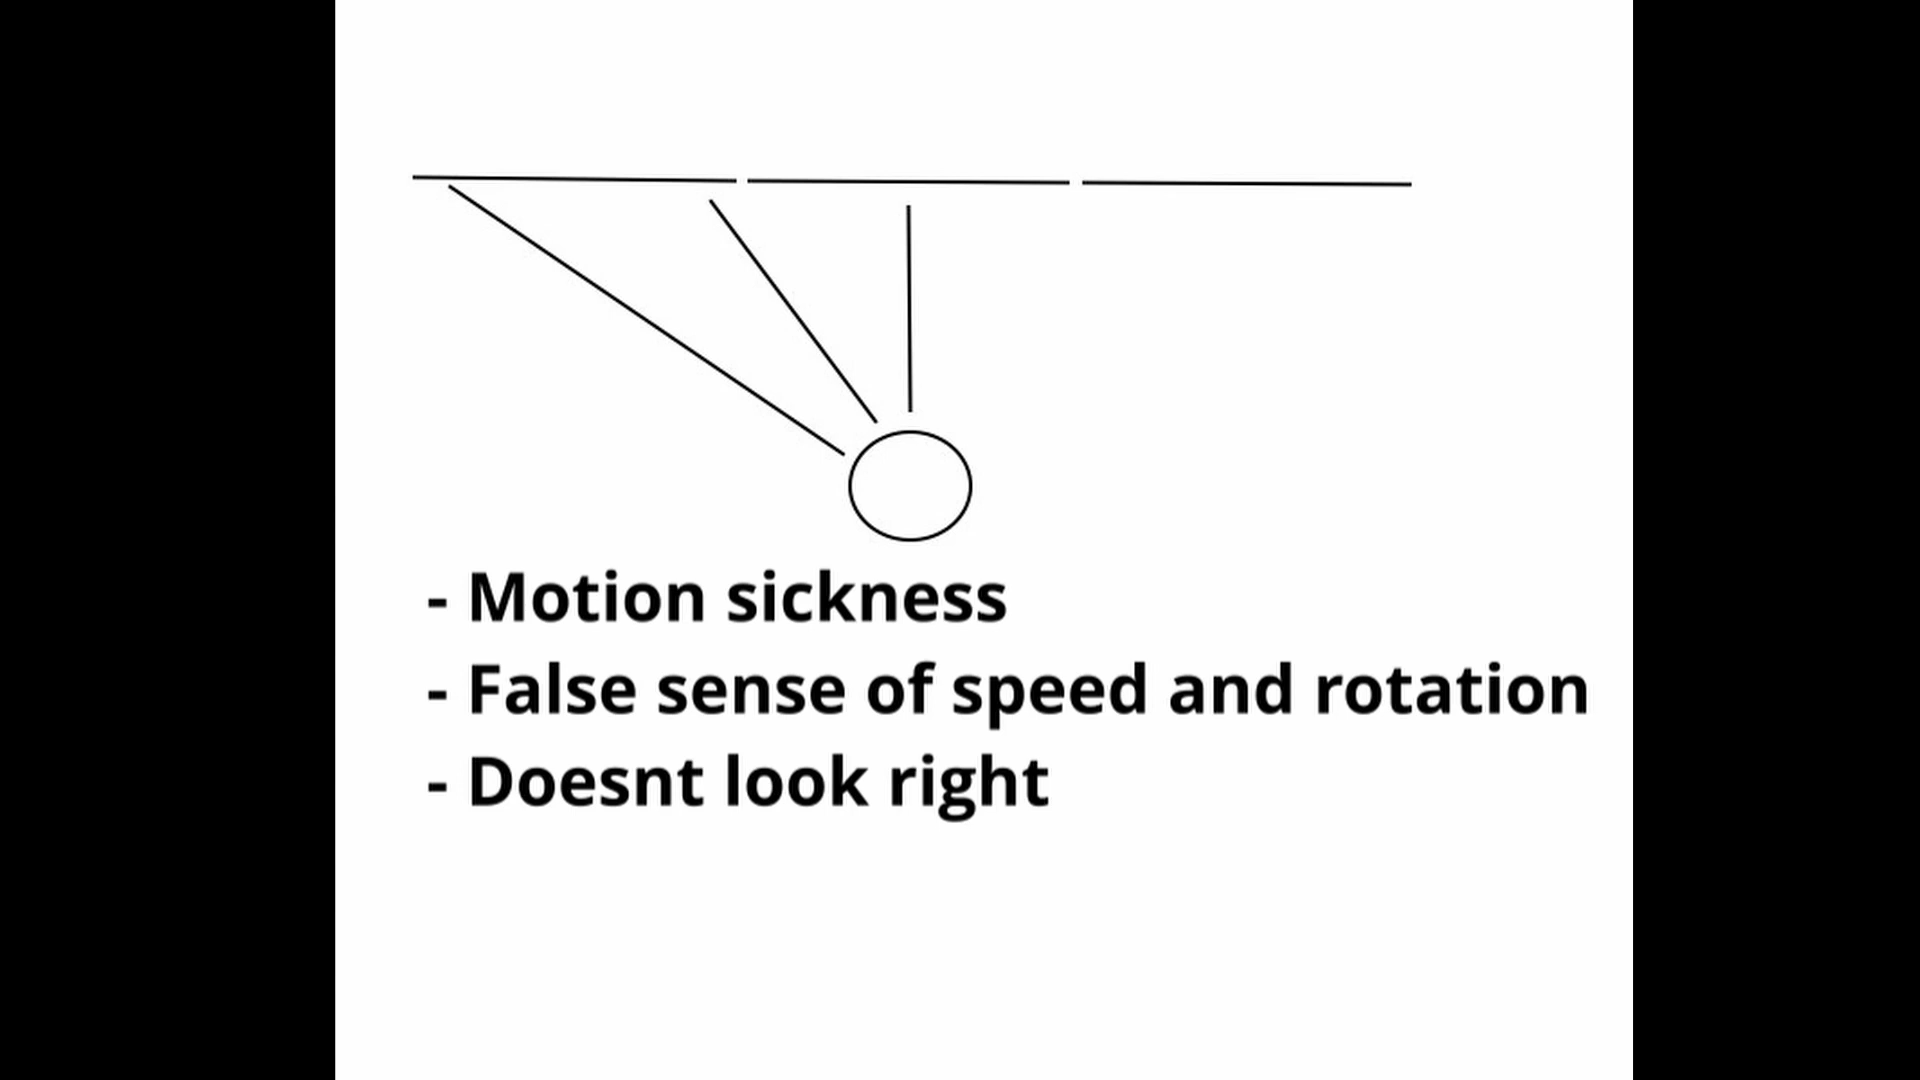 - Motion sickness
- False sense of speed and rotation
- Doesnt look right